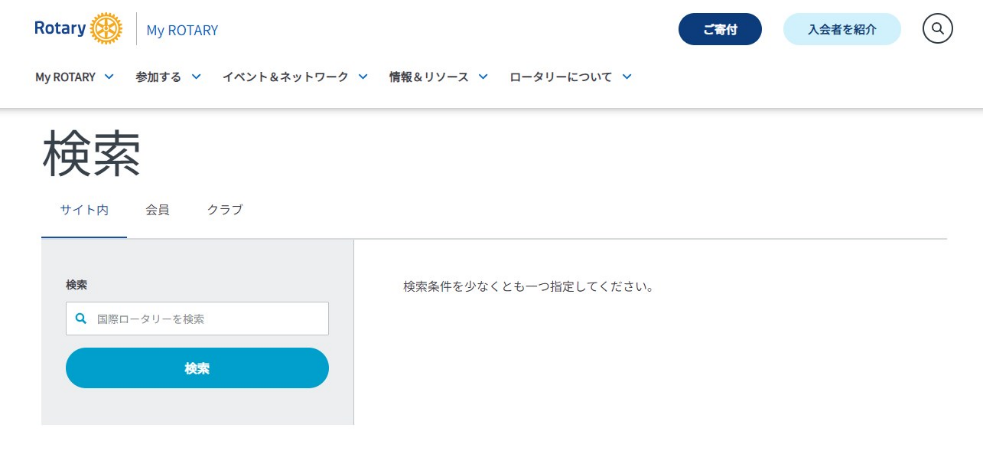 Rotary
My ROTARY
ご寄付
入会者を紹介
My ROTARY
参加する
イベント＆ネットワーク
情報＆リソース
ロータリーについて
検索
サイト内
会員
クラブ
検索
国際ロータリーを検索
検索
検索条件を少なくとも一つ指定してください。